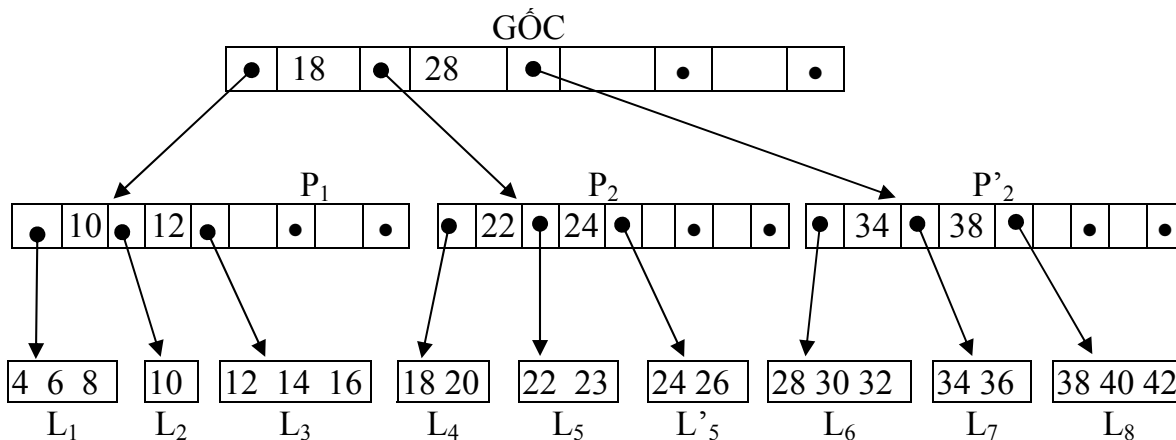 GỐC
18 28
P₁ P₂ P’₂
10 12 22 24 34 38
4 6 8 10 12 14 16 18 20 22 23 24 26 28 30 32 34 36 38 40 42
L₁ L₂ L₃ L₄ L₅ L’₅ L₆ L₇ L₈